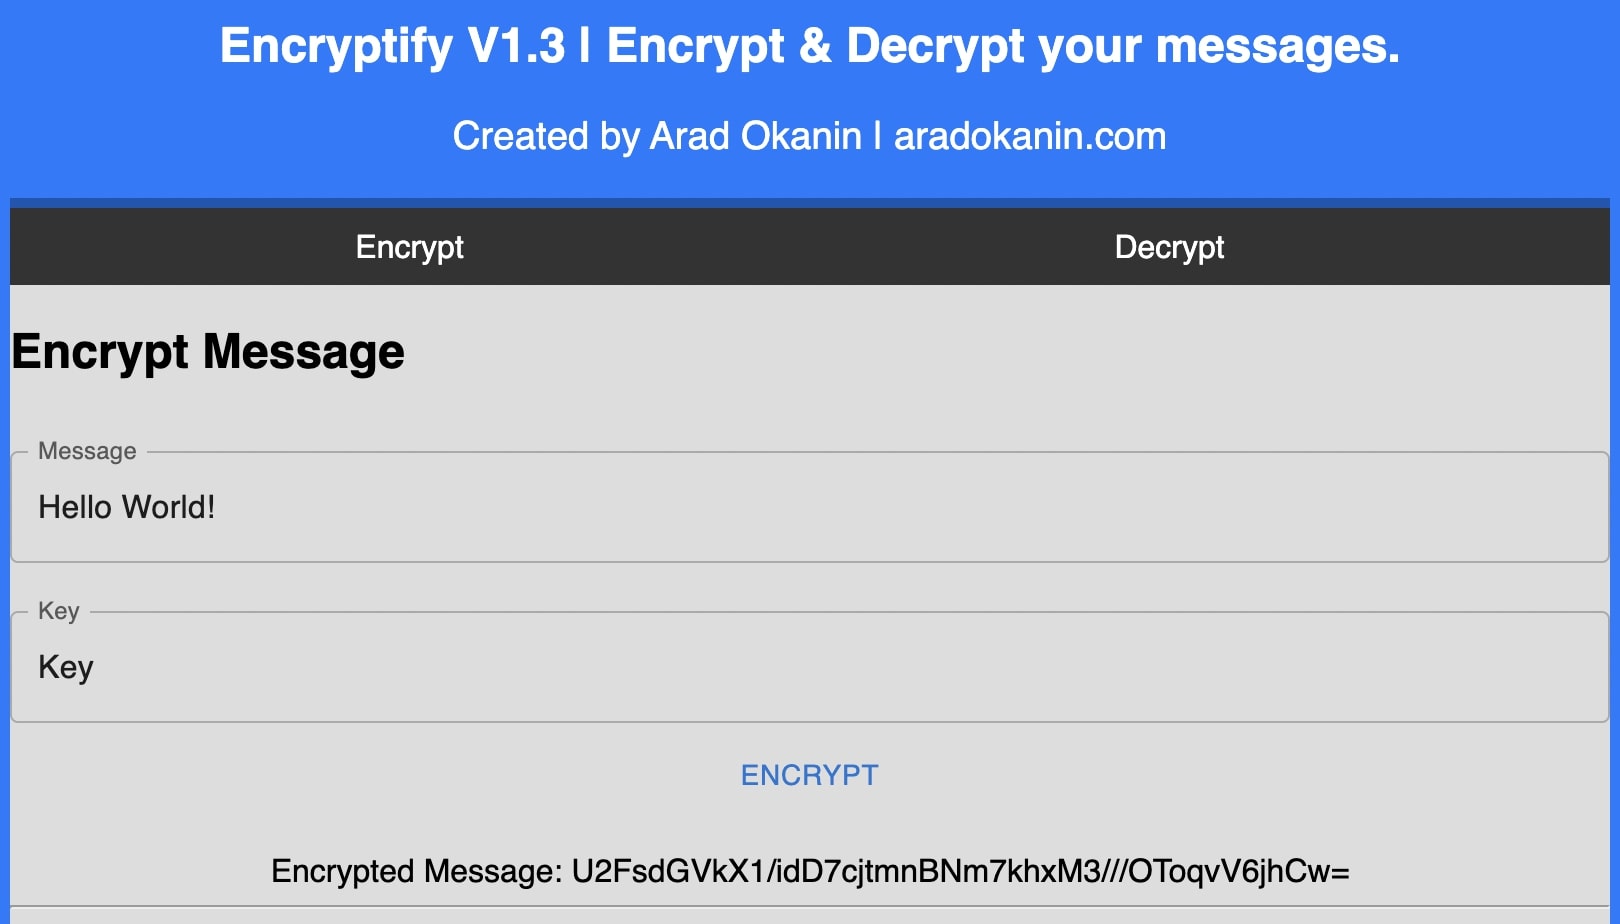 Encryptify V1.3 | Encrypt & Decrypt your messages.
Created by Arad Okanin | aradokanin.com
Encrypt Decrypt
Encrypt Message
Message
Hello World!
Key
Key
ENCRYPT
Encrypted Message: U2FsdGVkX1/idD7cjtmnBNm7khxM3///OToqvV6jhCw=